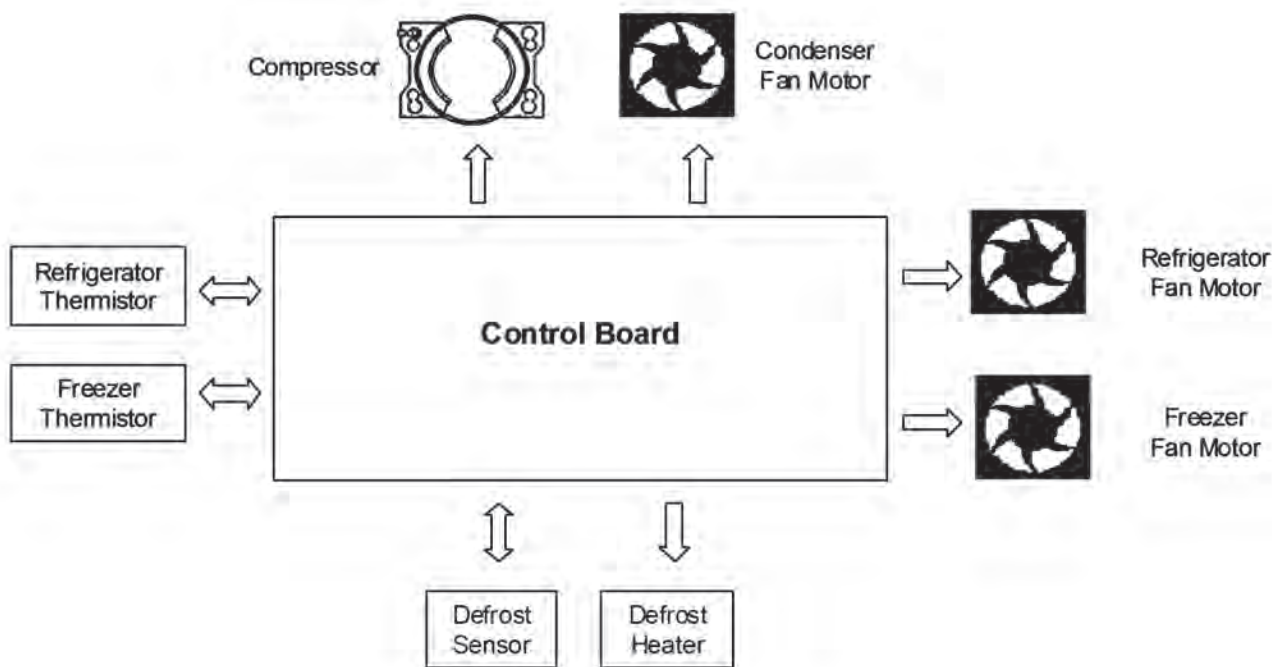 Compressor
Condenser
Fan Motor
Refrigerator
Thermistor
Control Board
Refrigerator
Fan Motor
Freezer
Thermistor
Freezer
Fan Motor
Defrost
Sensor
Defrost
Heater